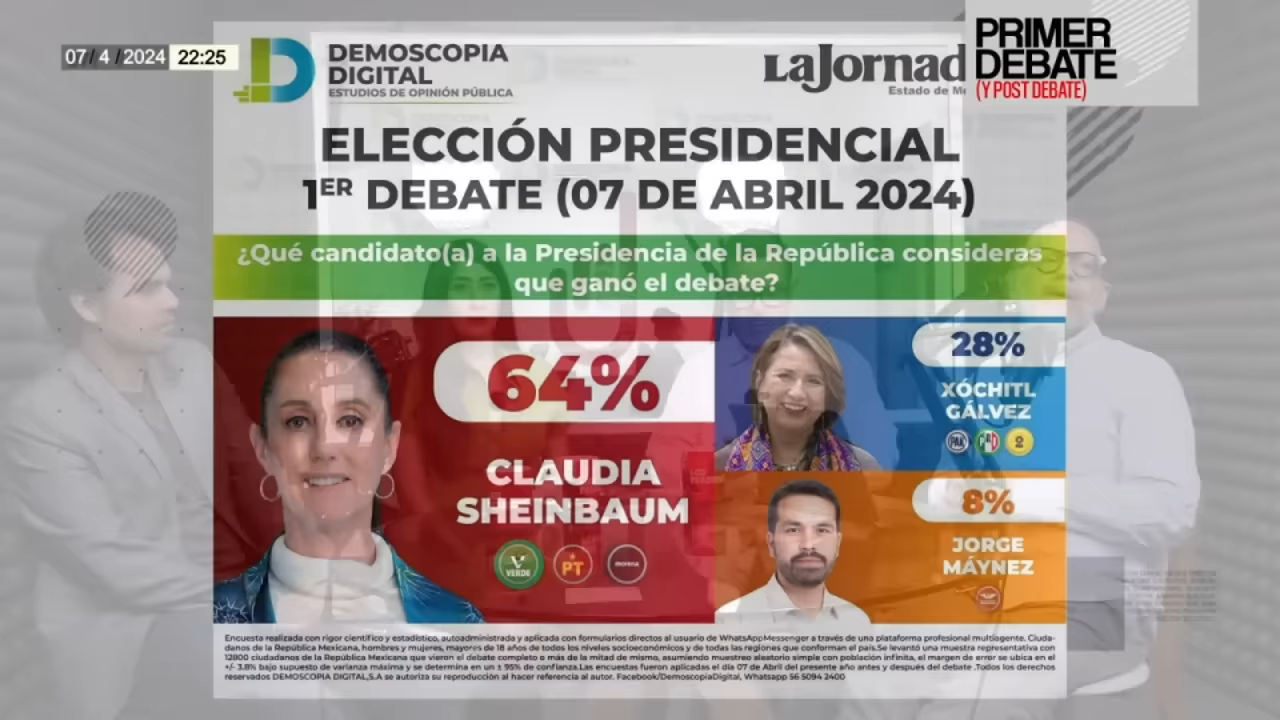 07/4/2024 22:25
DEMOSCOPIA
DIGITAL
ESTUDIOS DE OPINIÓN PÚBLICA
LaJornad
Estado de Mé
PRIMER
DEBATE
(Y POST DEBATE)
ELECCIÓN PRESIDENCIAL
1ER DEBATE (07 DE ABRIL 2024)
¿Qué candidato(a) a la Presidencia de la República consideras
que ganó el debate?
64%
CLAUDIA
SHEINBAUM
VERDE
PT
morena
28%
XÓCHITL
GÁLVEZ
PAN
PRI
8%
JORGE
MÁYNEZ
Encuesta realizada con rigor científico y estadístico, autoadministrada y aplicada con formularios directos al usuario de WhatsAppMessenger a través de una plataforma profesional multiagente. Ciuda-
danos de la República Mexicana, hombres y mujeres, mayores de 18 años de todos los niveles socioeconómicos y de todas las regiones que conforman el país.Se levantó una muestra representativa con
12800 ciudadanos de la República Mexicana que vieron el debate completo o más de la mitad de mismo, asumiendo muestreo aleatorio simple con población infinita, el margen de error se ubica en el
+/- 3.8% bajo supuesto de varianza máxima y se determina en un ± 95% de confianza.Las encuestas fueron aplicadas el día 07 de Abril del presente año antes y después del debate .Todos los derechos
reservados DEMOSCOPIA DIGITAL,S.A se autoriza su reproducción al hacer referencia al autor. Facebook/DemoscopiaDigital, Whatsapp 56 5094 2400